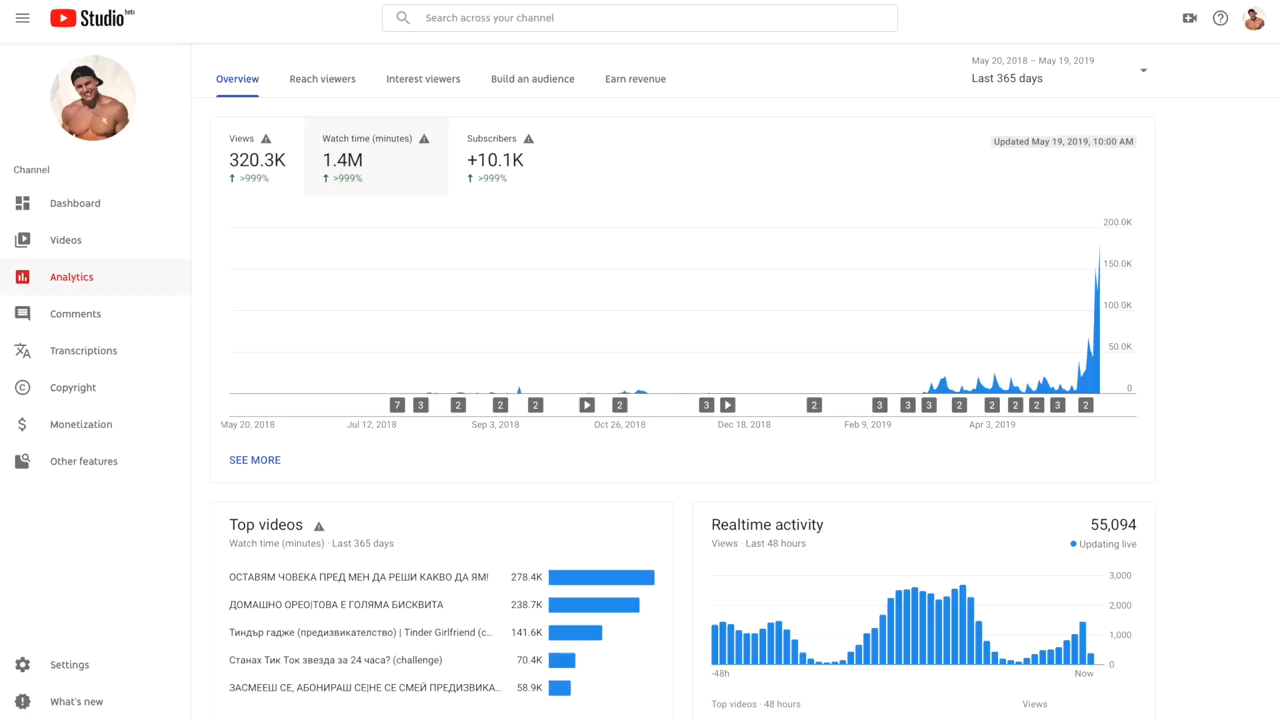 Studio beta
Search across your channel
Channel
Dashboard
Videos
Analytics
Comments
Transcriptions
Copyright
Monetization
Other features
Settings
What's new
Overview
Reach viewers
Interest viewers
Build an audience
Earn revenue
May 20, 2018 – May 19, 2019
Last 365 days
Views
320.3K
>999%
Watch time (minutes)
1.4M
>999%
Subscribers
+10.1K
>999%
Updated May 19, 2019, 10:00 AM
200.0K
150.0K
100.0K
50.0K
0
7 3 2 2 2 2 3 2 3 3 3 2 2 2 2 3 2
May 20, 2018 Jul 12, 2018 Sep 3, 2018 Oct 26, 2018 Dec 18, 2018 Feb 9, 2019 Apr 3, 2019
SEE MORE
Top videos
Watch time (minutes) · Last 365 days
ОСТАВЯМ ЧОВЕКА ПРЕД МЕН ДА РЕШИ КАКВО ДА ЯМ! 278.4K
ДОМАШНО ОРЕО|ТОВА Е ГОЛЯМА БИСКВИТА 238.7K
Тиндър гадже (предизвикателство) | Tinder Girlfriend (c... 141.6K
Станах Тик Ток звезда за 24 часа? (challenge) 70.4K
ЗАСМЕЕШ СЕ, АБОНИРАШ СЕ|НЕ СЕ СМЕЙ ПРЕДИЗВИКА... 58.9K
Realtime activity
55,094
Views · Last 48 hours
Updating live
3,000
2,000
1,000
0
-48h
Now
Top videos · 48 hours
Views